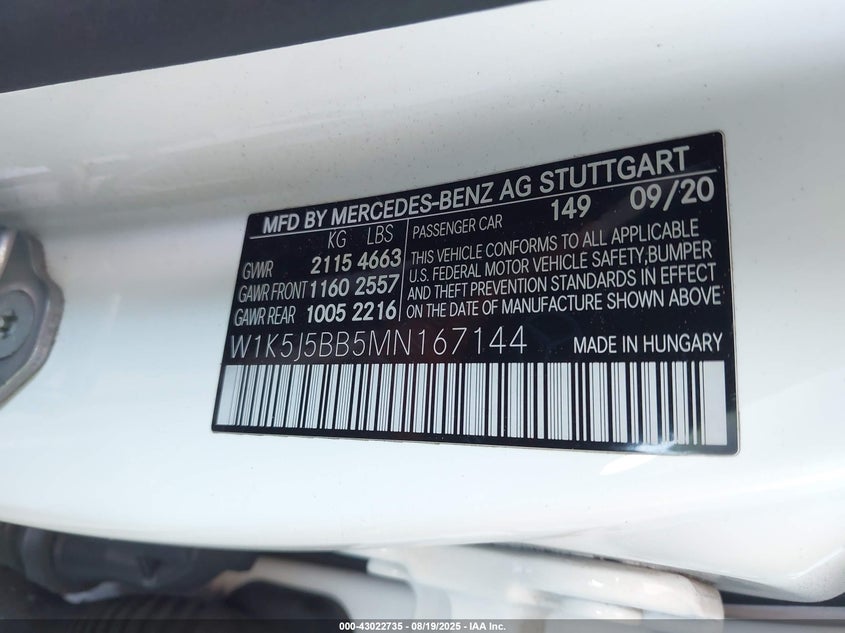 MFD BY MERCEDES-BENZ AG STUTTGART
KG LBS PASSENGER CAR 149 09/20
GVWR 2115 4663
GAWR FRONT 1160 2557
GAWR REAR 1005 2216
THIS VEHICLE CONFORMS TO ALL APPLICABLE
U.S. FEDERAL MOTOR VEHICLE SAFETY,BUMPER
AND THEFT PREVENTION STANDARDS IN EFFECT
ON THE DATE OF MANUFACTURE SHOWN ABOVE
W1K5J5BB5MN167144 MADE IN HUNGARY
000-43022735 - 08/19/2025 - IAA Inc.